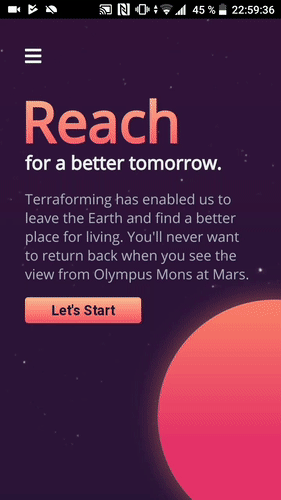 45 % 22:59:36
Reach
for a better tomorrow.
Terraforming has enabled us to
leave the Earth and find a better
place for living. You'll never want
to return back when you see the
view from Olympus Mons at Mars.
Let's Start